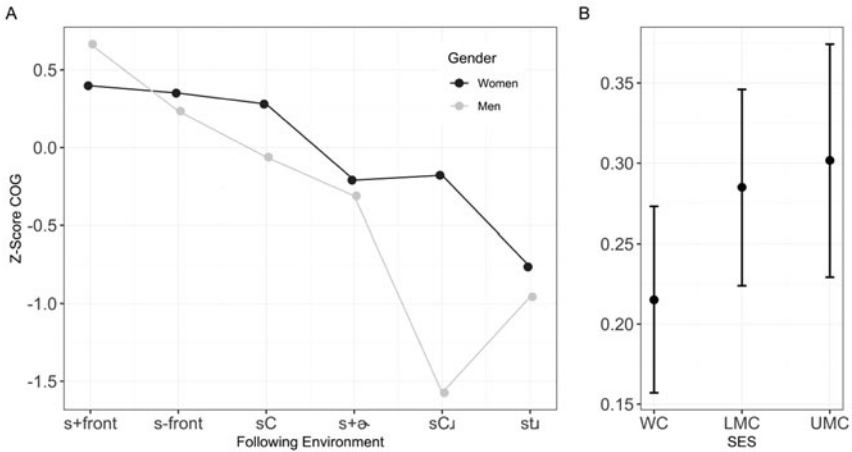 A
B
Gender
Women
Men
0.5
0.0
-0.5
-1.0
-1.5
Z-Score COG
s+front
s-front
sC
s+ɚ
sCɹ
stɹ
Following Environment
0.35
0.30
0.25
0.20
0.15
WC
LMC
UMC
SES